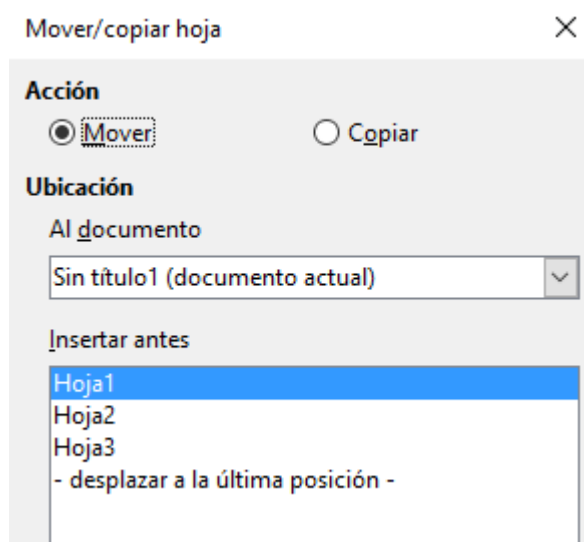 Mover/copiar hoja
Acción
Mover Copiar
Ubicación
Al documento
Sin título1 (documento actual)
Insertar antes
Hoja1
Hoja2
Hoja3
- desplazar a la última posición -